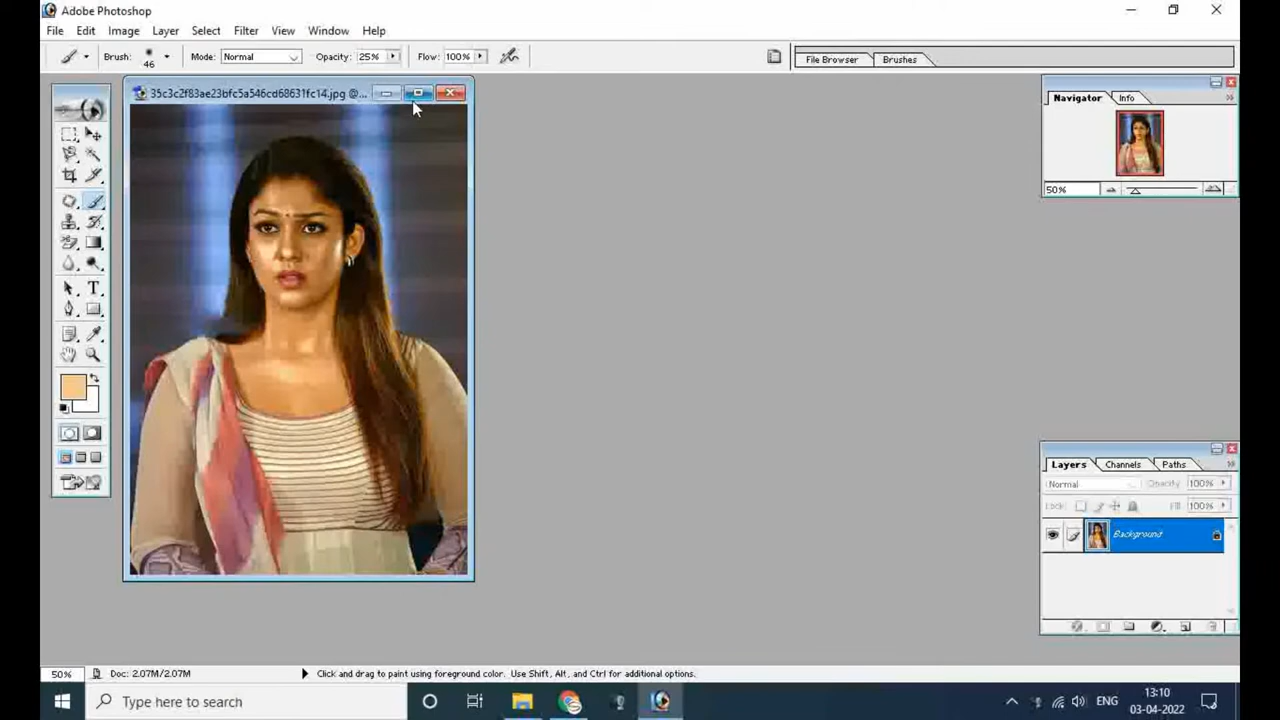 Adobe Photoshop
File Edit Image Layer Select Filter View Window Help
Brush: 46 Mode: Normal Opacity: 25% Flow: 100% File Browser Brushes
35c3c2f83ae23bfc5a546cd68631fc14.jpg @...
Navigator Info
50%
Layers Channels Paths
Normal Opacity: 100%
Lock: Fill: 100%
Background
50% Doc: 2.07M/2.07M Click and drag to paint using foreground color. Use Shift, Alt, and Ctrl for additional options.
Type here to search ENG 13:10
03-04-2022